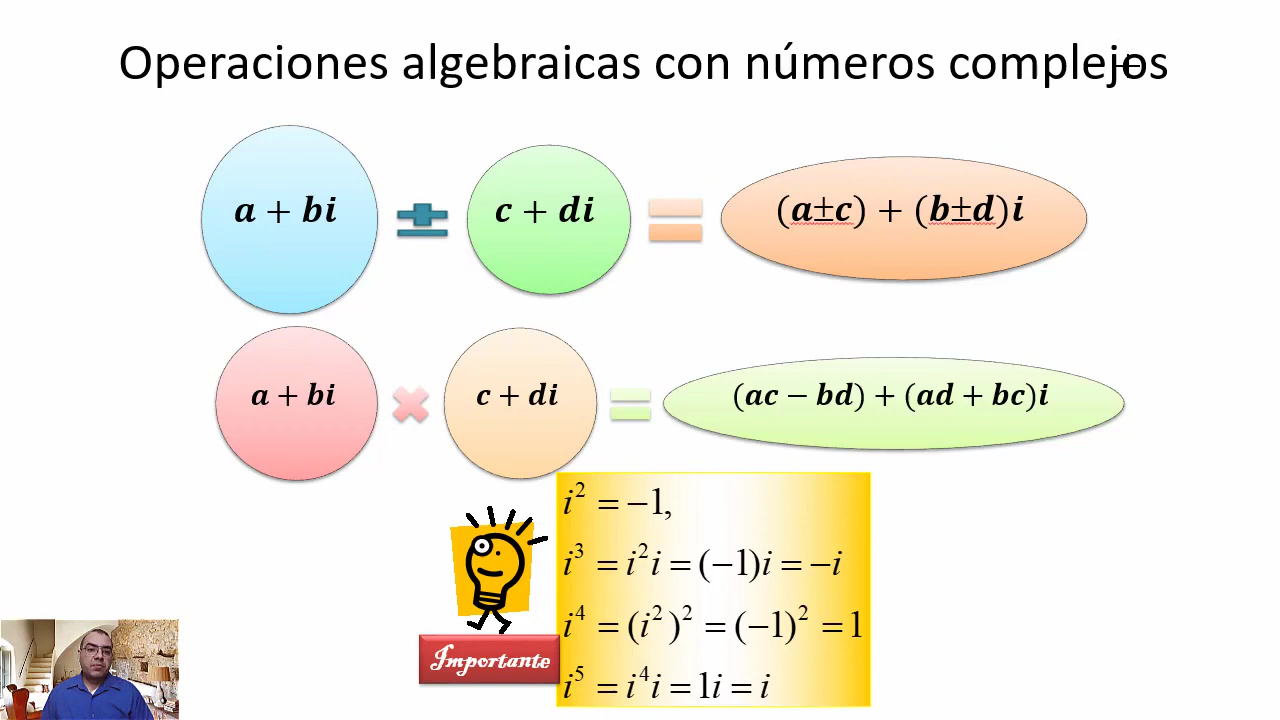 Operaciones algebraicas con números complejos
a + bi ± c + di = (a±c) + (b±d)i
a + bi × c + di = (ac − bd) + (ad + bc)i
i² = −1,
i³ = i²i = (−1)i = −i
i⁴ = (i²)² = (−1)² = 1
Importante
i⁵ = i⁴i = 1i = i